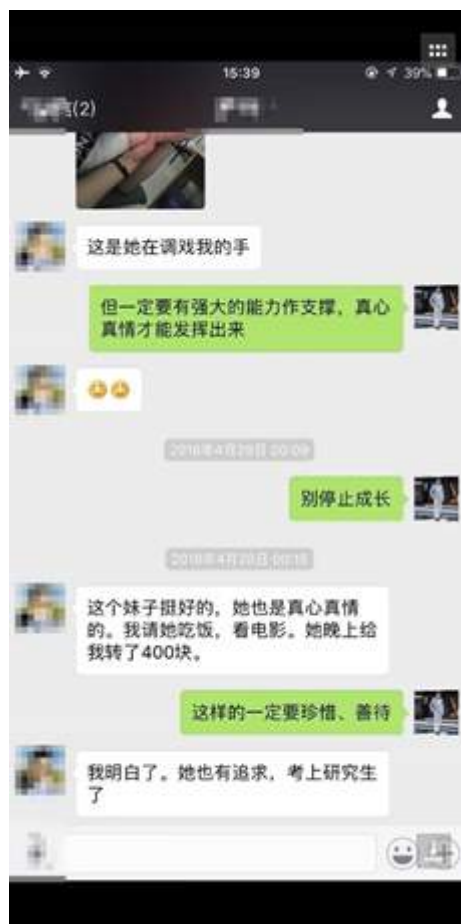 15:39
39%
(2)
这是她在调戏我的手
但一定要有强大的能力作支撑，真心
真情才能发挥出来
别停止成长
这个妹子挺好的，她也是真心真情
的。我请她吃饭，看电影。她晚上给
我转了400块。
这样的一定要珍惜、善待
我明白了。她也有追求，考上研究生
了